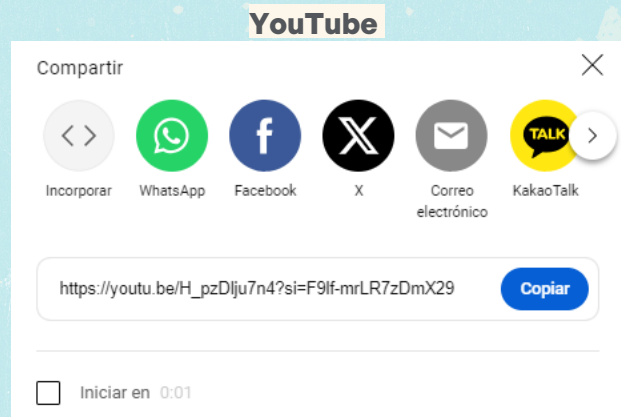 YouTube
Compartir
TALK
Incorporar WhatsApp Facebook X Correo electrónico KakaoTalk
https://youtu.be/H_pzDlju7n4?si=F9lf-mrLR7zDmX29 Copiar
Iniciar en 0:01